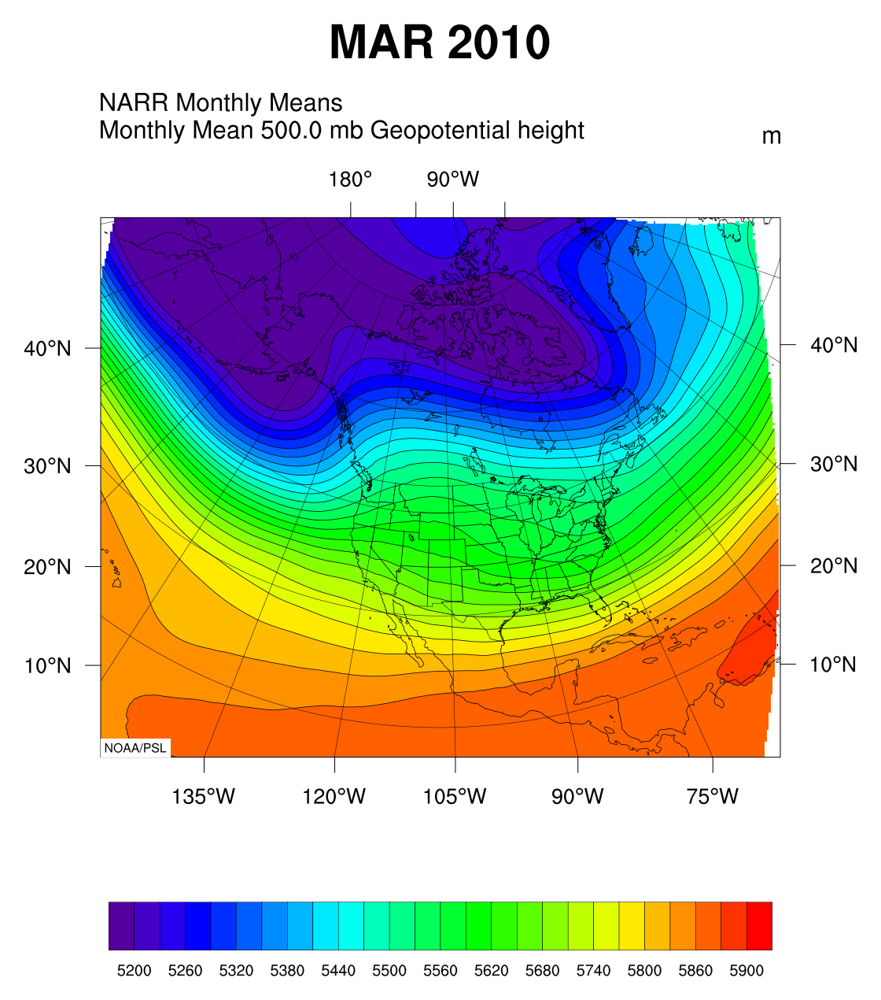 MAR 2010
NARR Monthly Means
Monthly Mean 500.0 mb Geopotential height
m
180° 90°W
40°N 40°N
30°N 30°N
20°N 20°N
10°N 10°N
NOAA/PSL
135°W 120°W 105°W 90°W 75°W
5200 5260 5320 5380 5440 5500 5560 5620 5680 5740 5800 5860 5900